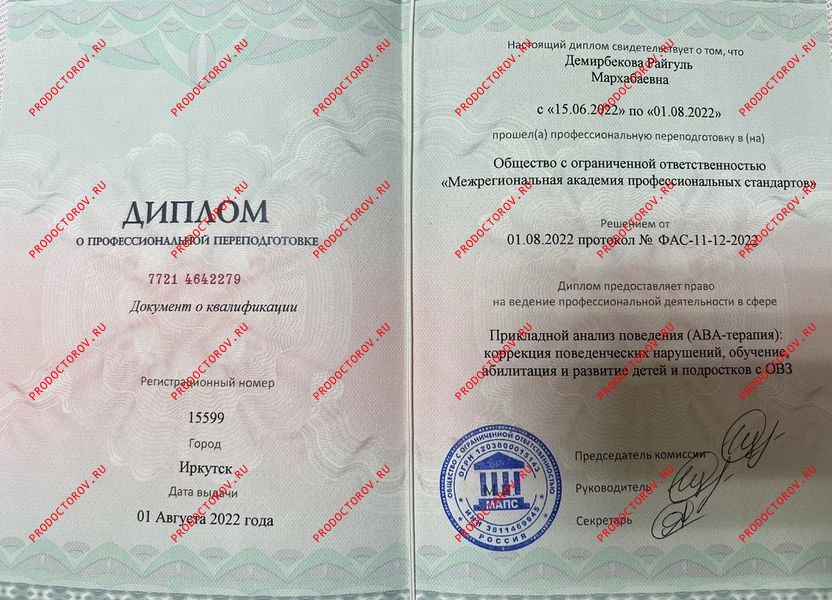 ДИПЛОМ
О ПРОФЕССИОНАЛЬНОЙ ПЕРЕПОДГОТОВКЕ
7721 4642279
Документ о квалификации
Регистрационный номер
15599
Город
Иркутск
Дата выдачи
01 Августа 2022 года
Настоящий диплом свидетельствует о том, что
Демирбекова Райгуль
Мархабаевна
с «15.06.2022» по «01.08.2022»
прошел(а) профессиональную переподготовку в (на)
Общество с ограниченной ответственностью
«Межрегиональная академия профессиональных стандартов»
Решением от
01.08.2022 протокол № ФАС-11-12-2022
Диплом предоставляет право
на ведение профессиональной деятельности в сфере
Прикладной анализ поведения (АВА-терапия):
коррекция поведенческих нарушений, обучение,
абилитация и развитие детей и подростков с ОВЗ
Председатель комиссии
Руководитель
Секретарь
ОБЩЕСТВО С ОГРАНИЧЕННОЙ ОТВЕТСТВЕННОСТЬЮ
МАПС
РОССИЯ
PRODOCTOROV.RU